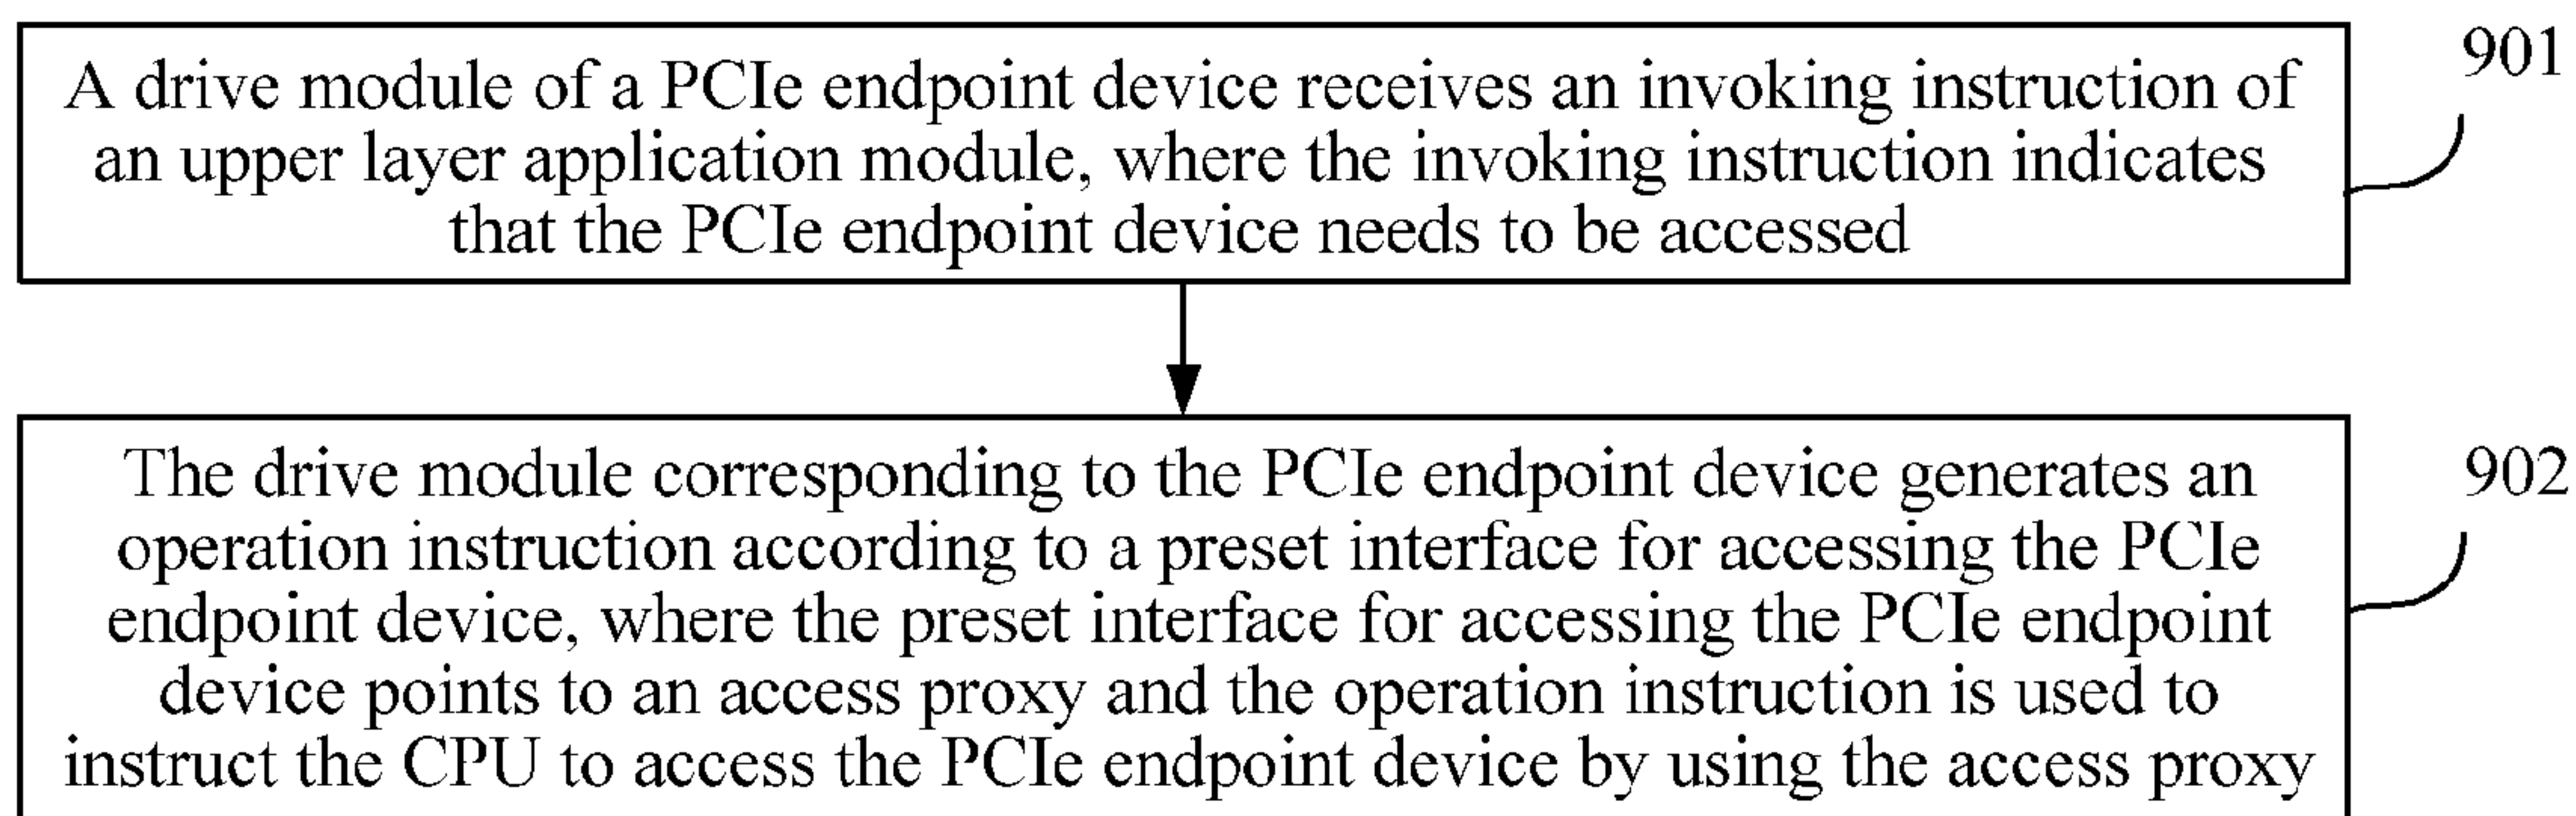 A drive module of a PCIe endpoint device receives an invoking instruction of
an upper layer application module, where the invoking instruction indicates
that the PCIe endpoint device needs to be accessed
901
The drive module corresponding to the PCIe endpoint device generates an
operation instruction according to a preset interface for accessing the PCIe
endpoint device, where the preset interface for accessing the PCIe endpoint
device points to an access proxy and the operation instruction is used to
instruct the CPU to access the PCIe endpoint device by using the access proxy
902